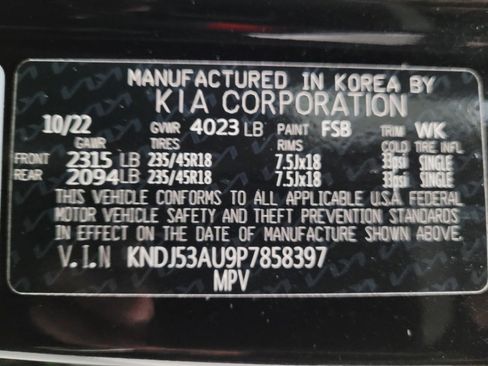 MANUFACTURED IN KOREA BY
KIA CORPORATION
10/22 GVWR 4023 LB PAINT FSB TRIM WK
GAWR TIRES RIMS COLD TIRE INFL
FRONT 2315 LB 235/45R18 7.5Jx18 33psi SINGLE
REAR 2094 LB 235/45R18 7.5Jx18 33psi SINGLE
THIS VEHICLE CONFORMS TO ALL APPLICABLE U.S.A. FEDERAL
MOTOR VEHICLE SAFETY AND THEFT PREVENTION STANDARDS
IN EFFECT ON THE DATE OF MANUFACTURE SHOWN ABOVE.
V.I.N KNDJ53AU9P7858397
MPV